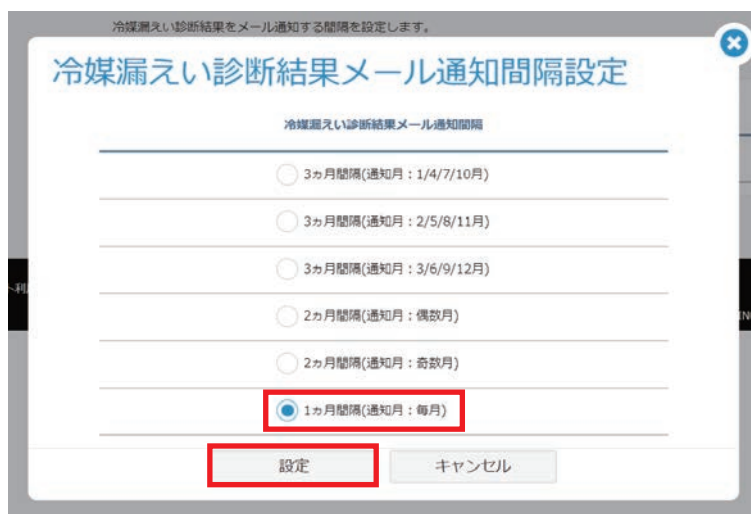 冷媒漏えい診断結果をメール通知する間隔を設定します。
冷媒漏えい診断結果メール通知間隔設定
冷媒漏えい診断結果メール通知間隔
3ヵ月間隔(通知月：1/4/7/10月)
3ヵ月間隔(通知月：2/5/8/11月)
3ヵ月間隔(通知月：3/6/9/12月)
2ヵ月間隔(通知月：偶数月)
2ヵ月間隔(通知月：奇数月)
1ヵ月間隔(通知月：毎月)
設定 キャンセル